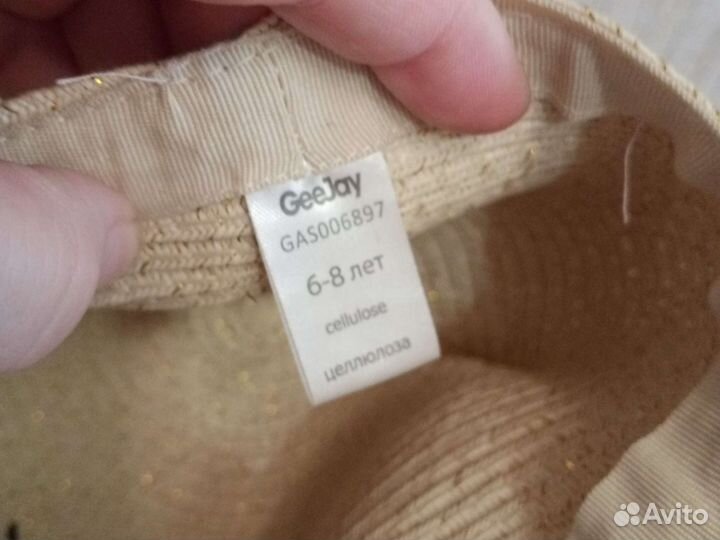 GeeJay
GAS006897
6-8 лет
cellulose
целлюлоза
Avito